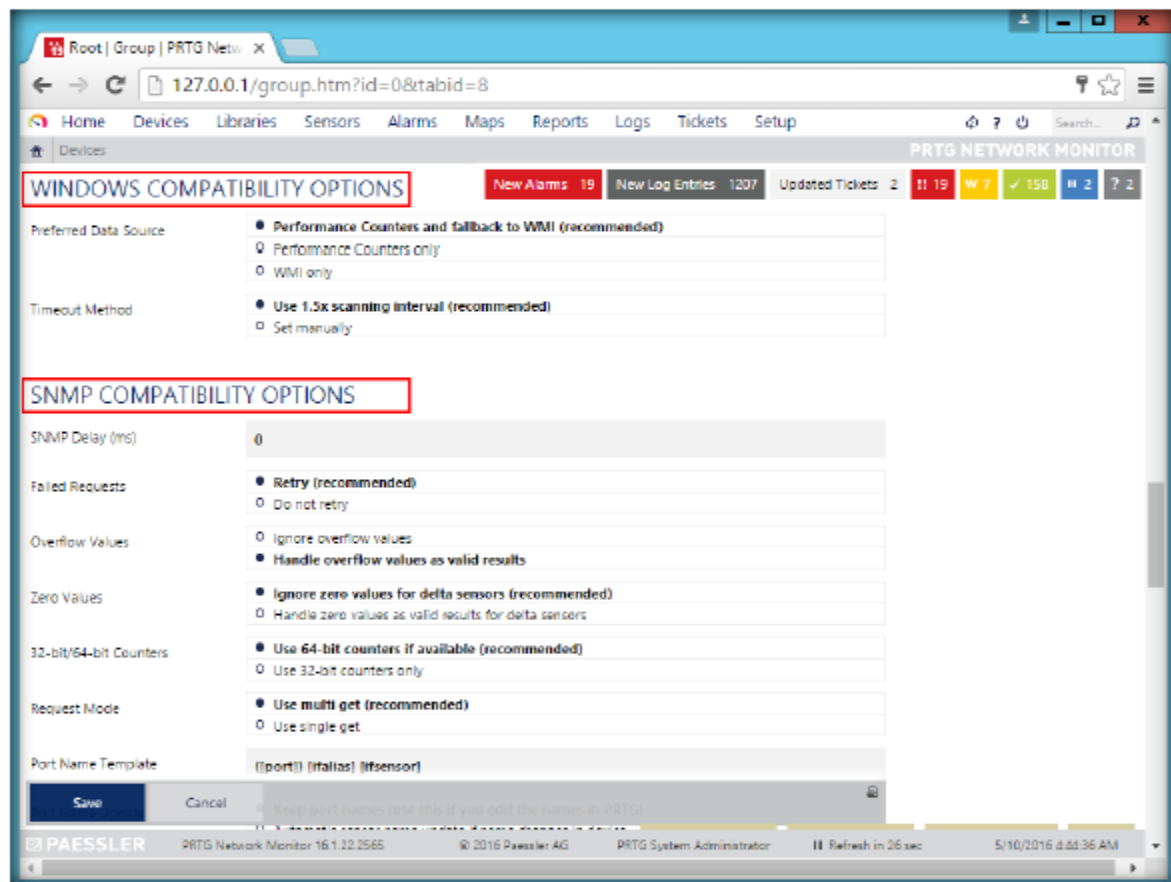 Root | Group | PRTG Netw
127.0.0.1/group.htm?id=0&tabid=8
Home Devices Libraries Sensors Alarms Maps Reports Logs Tickets Setup Search...
Devices PRTG NETWORK MONITOR
WINDOWS COMPATIBILITY OPTIONS New Alarms 19 New Log Entries 1207 Updated Tickets 2 !! 19 W 7 ✓ 158 II 2 ? 2
Preferred Data Source
Performance Counters and fallback to WMI (recommended)
Performance Counters only
WMI only
Timeout Method
Use 1.5x scanning interval (recommended)
Set manually
SNMP COMPATIBILITY OPTIONS
SNMP Delay (ms) 0
Failed Requests
Retry (recommended)
Do not retry
Overflow Values
Ignore overflow values
Handle overflow values as valid results
Zero Values
Ignore zero values for delta sensors (recommended)
Handle zero values as valid results for delta sensors
32-bit/64-bit Counters
Use 64-bit counters if available (recommended)
Use 32-bit counters only
Request Mode
Use multi get (recommended)
Use single get
Port Name Template ([port]) [ifalias] [ifsensor]
Save Cancel
Keep port names (use this if you edit the names in PRTG)
PAESSLER PRTG Network Monitor 16.1.22.2565 © 2016 Paessler AG PRTG System Administrator II Refresh in 26 sec 5/10/2016 4:44:36 AM